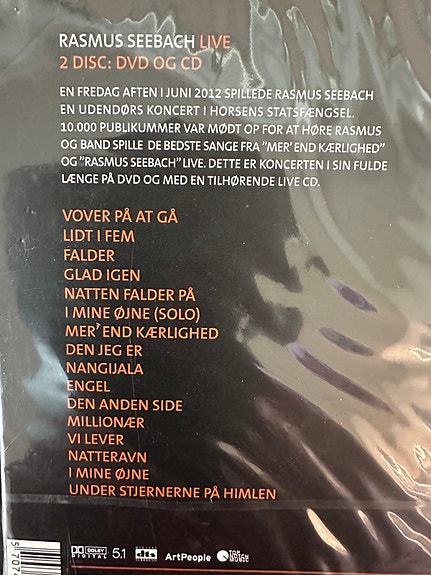 RASMUS SEEBACH LIVE
2 DISC: DVD OG CD
EN FREDAG AFTEN I JUNI 2012 SPILLEDE RASMUS SEEBACH
EN UDENDØRS KONCERT I HORSENS STATSFÆNGSEL.
10.000 PUBLIKUMMER VAR MØDT OP FOR AT HØRE RASMUS
OG BAND SPILLE DE BEDSTE SANGE FRA "MER' END KÆRLIGHED"
OG "RASMUS SEEBACH" LIVE. DETTE ER KONCERTEN I SIN FULDE
LÆNGE PÅ DVD OG MED EN TILHØRENDE LIVE CD.
VOVER PÅ AT GÅ
LIDT I FEM
FALDER
GLAD IGEN
NATTEN FALDER PÅ
I MINE ØJNE (SOLO)
MER' END KÆRLIGHED
DEN JEG ER
NANGIJALA
ENGEL
DEN ANDEN SIDE
MILLIONÆR
VI LEVER
NATTERAVN
I MINE ØJNE
UNDER STJERNERNE PÅ HIMLEN
DOLBY DIGITAL 5.1 dts ArtPeople TOP NOTCH MUSIC